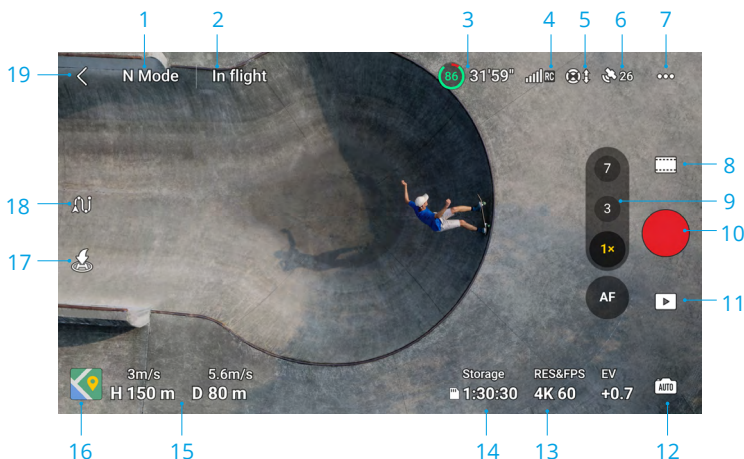 1 2 3 4 5 6 7
19 N Mode In flight 86 31'59" RC 26
7 8
3 9
18
1× 10
17
AF 11
3m/s 5.6m/s Storage RES&FPS EV
H 150 m D 80 m 1:30:30 4K 60 +0.7 AUTO
16 15 14 13 12